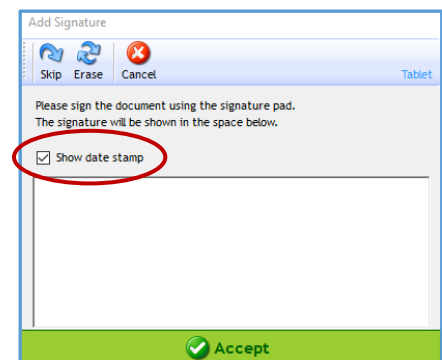 Add Signature
Skip Erase Cancel Tablet
Please sign the document using the signature pad.
The signature will be shown in the space below.
Show date stamp
Accept